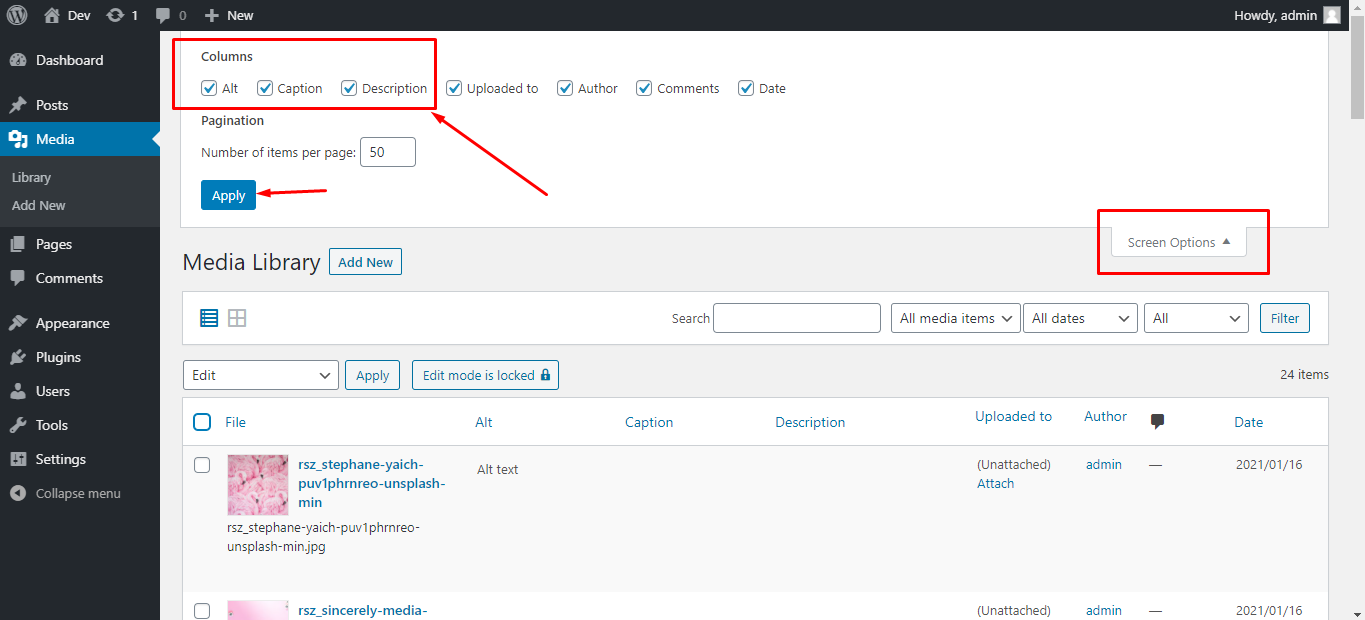 Dev 1 0 New Howdy, admin
Dashboard
Posts
Media
Library
Add New
Pages
Comments
Appearance
Plugins
Users
Tools
Settings
Collapse menu
Columns
Alt Caption Description Uploaded to Author Comments Date
Pagination
Number of items per page: 50
Apply
Screen Options
Media Library Add New
Search All media items All dates All Filter
Edit Apply Edit mode is locked 24 items
File Alt Caption Description Uploaded to Author Date
rsz_stephane-yaich-
puv1phrnreo-unsplash-
min
rsz_stephane-yaich-puv1phrnreo-
unsplash-min.jpg
Alt text
(Unattached)
Attach
admin
—
2021/01/16
rsz_sincerely-media-
(Unattached)
admin
—
2021/01/16